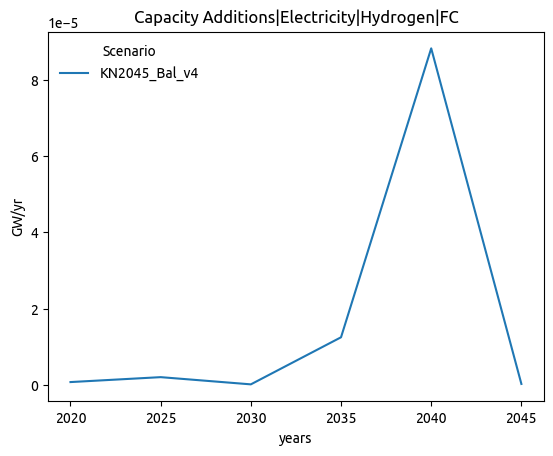 Capacity Additions|Electricity|Hydrogen|FC
1e−5
Scenario
KN2045_Bal_v4
8
6
4
2
0
GW/yr
2020 2025 2030 2035 2040 2045
years